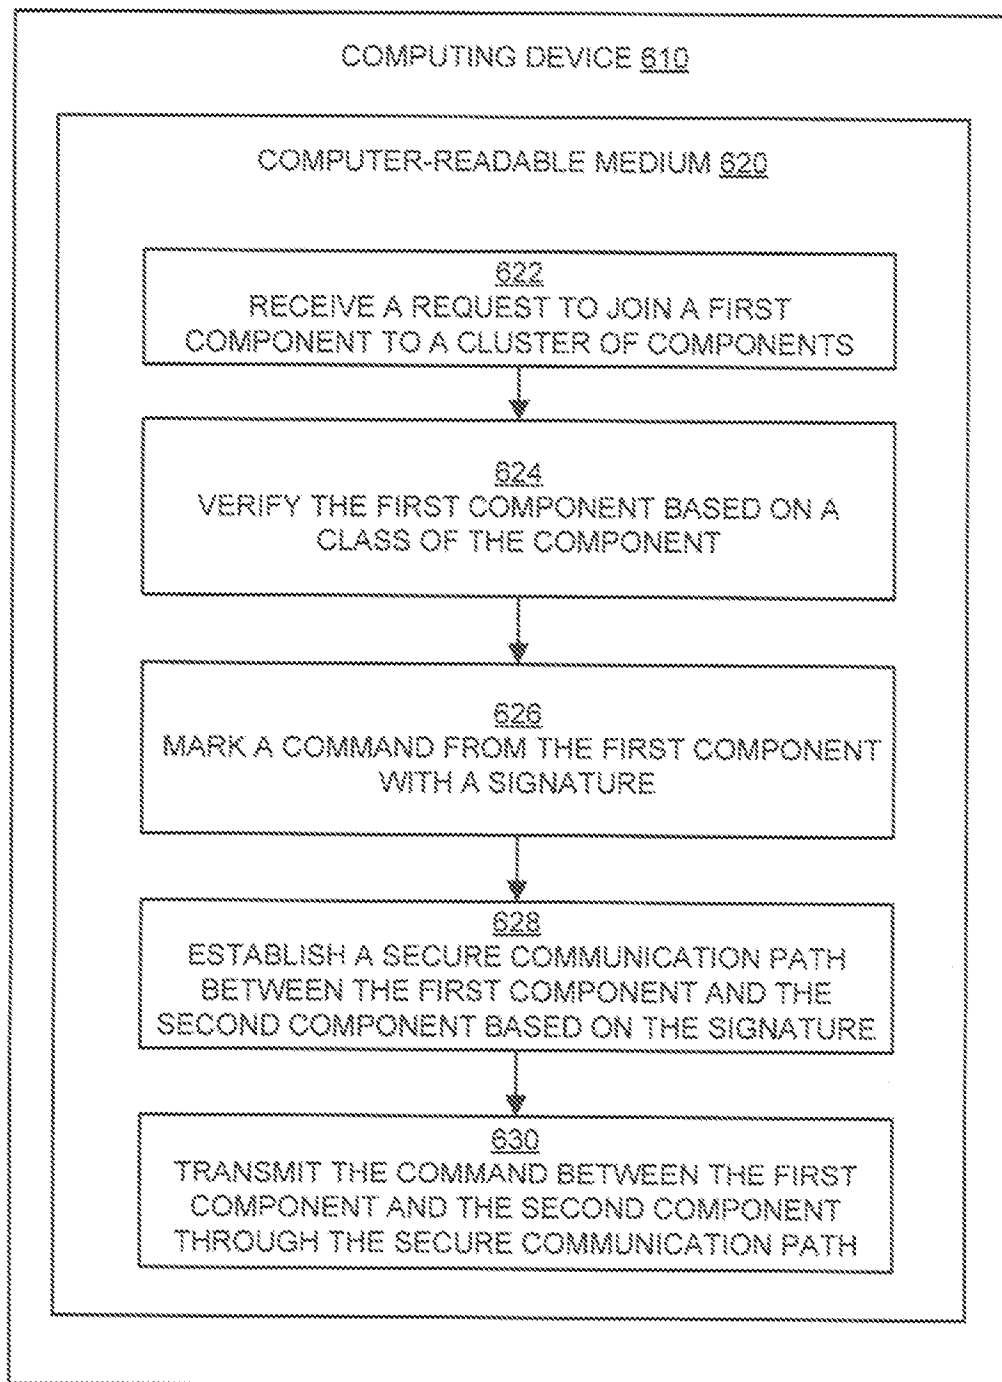 COMPUTING DEVICE 610
COMPUTER-READABLE MEDIUM 620
622
RECEIVE A REQUEST TO JOIN A FIRST
COMPONENT TO A CLUSTER OF COMPONENTS
624
VERIFY THE FIRST COMPONENT BASED ON A
CLASS OF THE COMPONENT
626
MARK A COMMAND FROM THE FIRST COMPONENT
WITH A SIGNATURE
628
ESTABLISH A SECURE COMMUNICATION PATH
BETWEEN THE FIRST COMPONENT AND THE
SECOND COMPONENT BASED ON THE SIGNATURE
630
TRANSMIT THE COMMAND BETWEEN THE FIRST
COMPONENT AND THE SECOND COMPONENT
THROUGH THE SECURE COMMUNICATION PATH